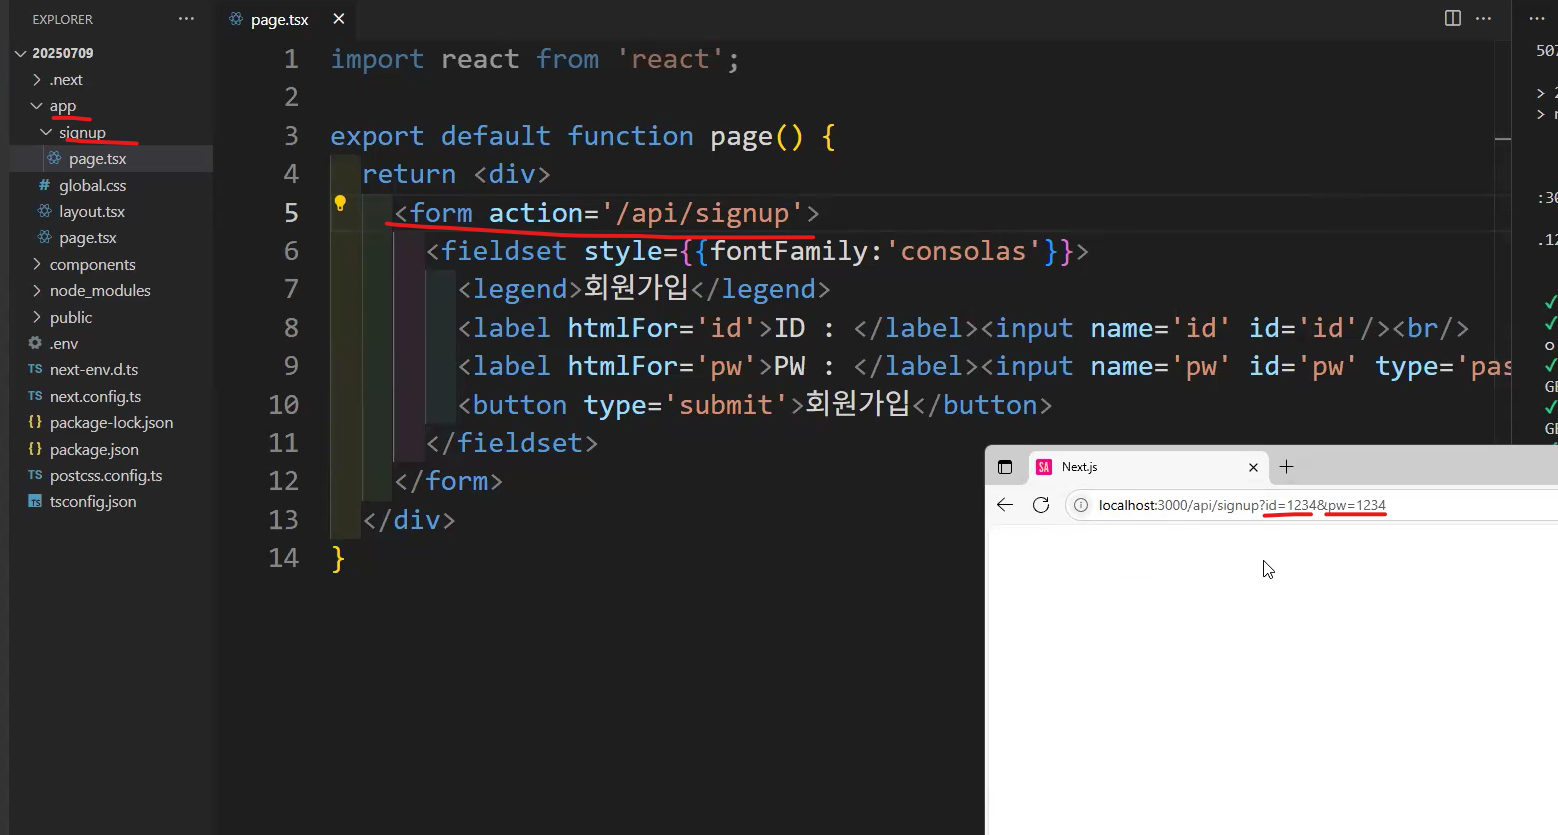 EXPLORER
20250709
.next
app
signup
page.tsx
global.css
layout.tsx
page.tsx
components
node_modules
public
.env
next-env.d.ts
next.config.ts
package-lock.json
package.json
postcss.config.ts
tsconfig.json
page.tsx
1 import react from 'react';
2
3 export default function page() {
4 return <div>
5 <form action='/api/signup'>
6 <fieldset style={{fontFamily:'consolas'}}>
7 <legend>회원가입</legend>
8 <label htmlFor='id'>ID : </label><input name='id' id='id'/><br/>
9 <label htmlFor='pw'>PW : </label><input name='pw' id='pw' type='pas
10 <button type='submit'>회원가입</button>
11 </fieldset>
12 </form>
13 </div>
14 }
507
> 2
:30
.12
GE
GE
SA
Next.js
localhost:3000/api/signup?id=1234&pw=1234